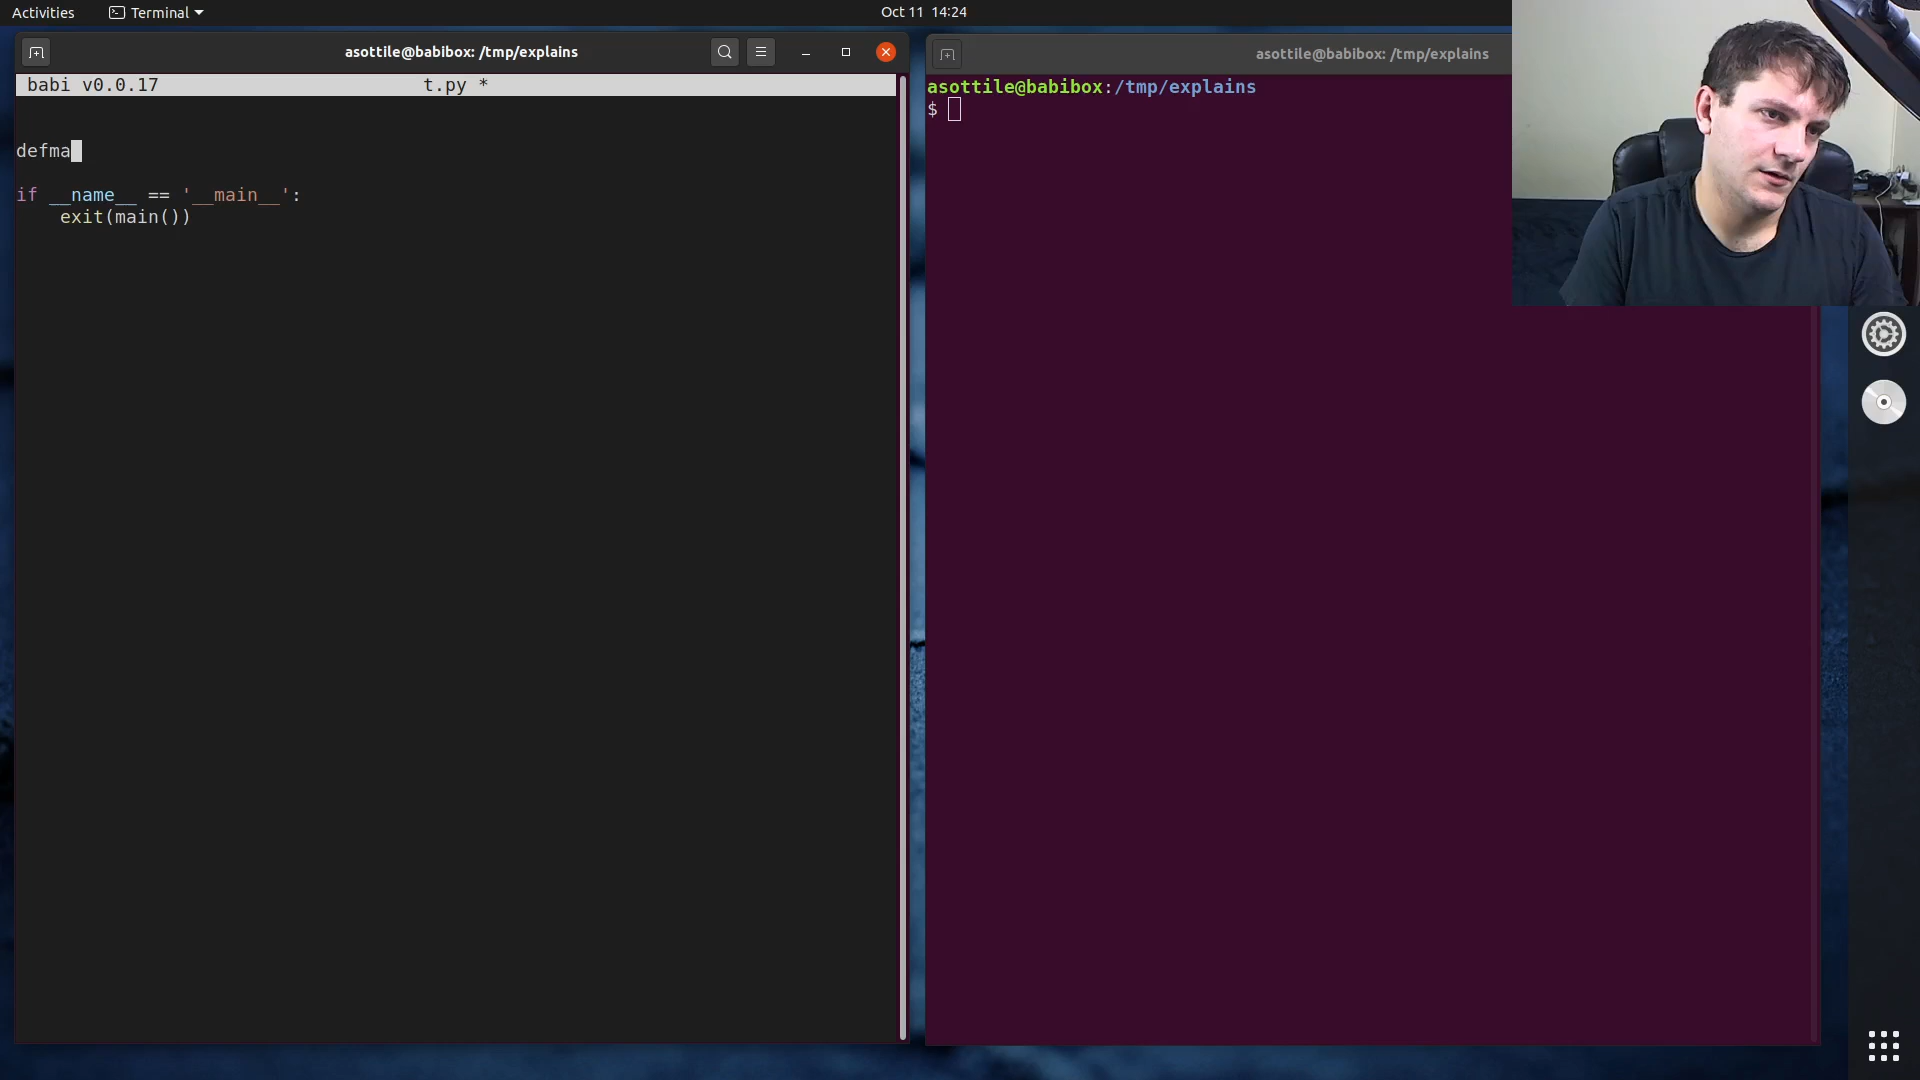 Activities
Terminal
Oct 11 14:24
asottile@babibox: /tmp/explains
babi v0.0.17
t.py *
defma
if __name__ == '__main__':
    exit(main())
asottile@babibox: /tmp/explains
asottile@babibox:/tmp/explains
$